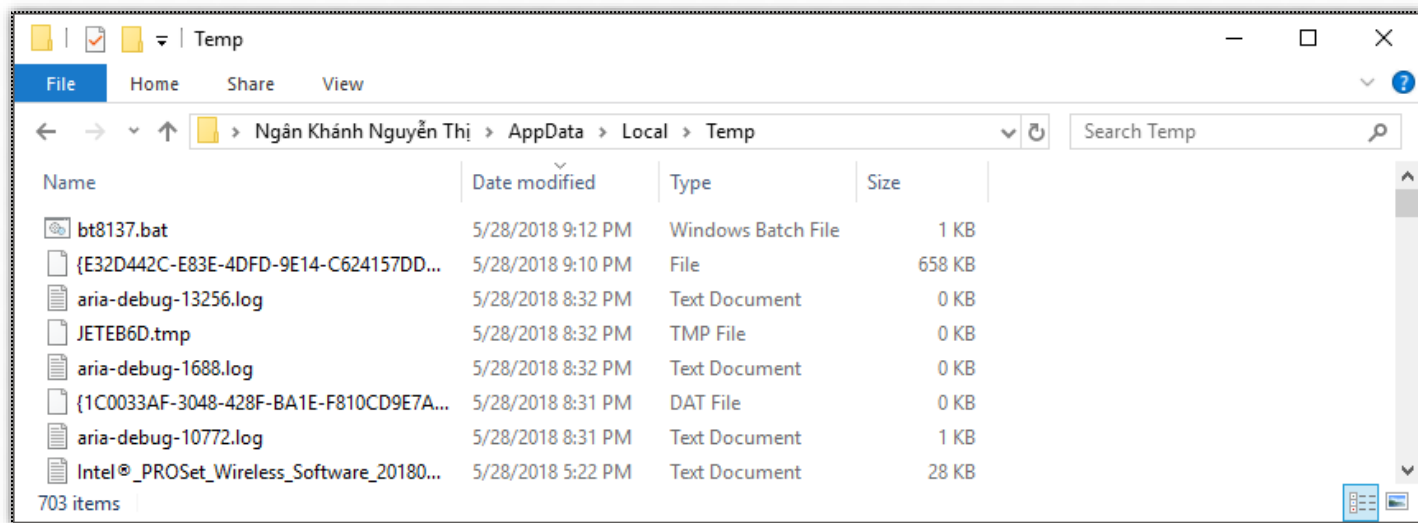 Temp
File Home Share View
Ngân Khánh Nguyễn Thị > AppData > Local > Temp Search Temp
Name Date modified Type Size
bt8137.bat 5/28/2018 9:12 PM Windows Batch File 1 KB
{E32D442C-E83E-4DFD-9E14-C624157DD... 5/28/2018 9:10 PM File 658 KB
aria-debug-13256.log 5/28/2018 8:32 PM Text Document 0 KB
JETEB6D.tmp 5/28/2018 8:32 PM TMP File 0 KB
aria-debug-1688.log 5/28/2018 8:32 PM Text Document 0 KB
{1C0033AF-3048-428F-BA1E-F810CD9E7A... 5/28/2018 8:31 PM DAT File 0 KB
aria-debug-10772.log 5/28/2018 8:31 PM Text Document 1 KB
Intel®_PROSet_Wireless_Software_20180... 5/28/2018 5:22 PM Text Document 28 KB
703 items